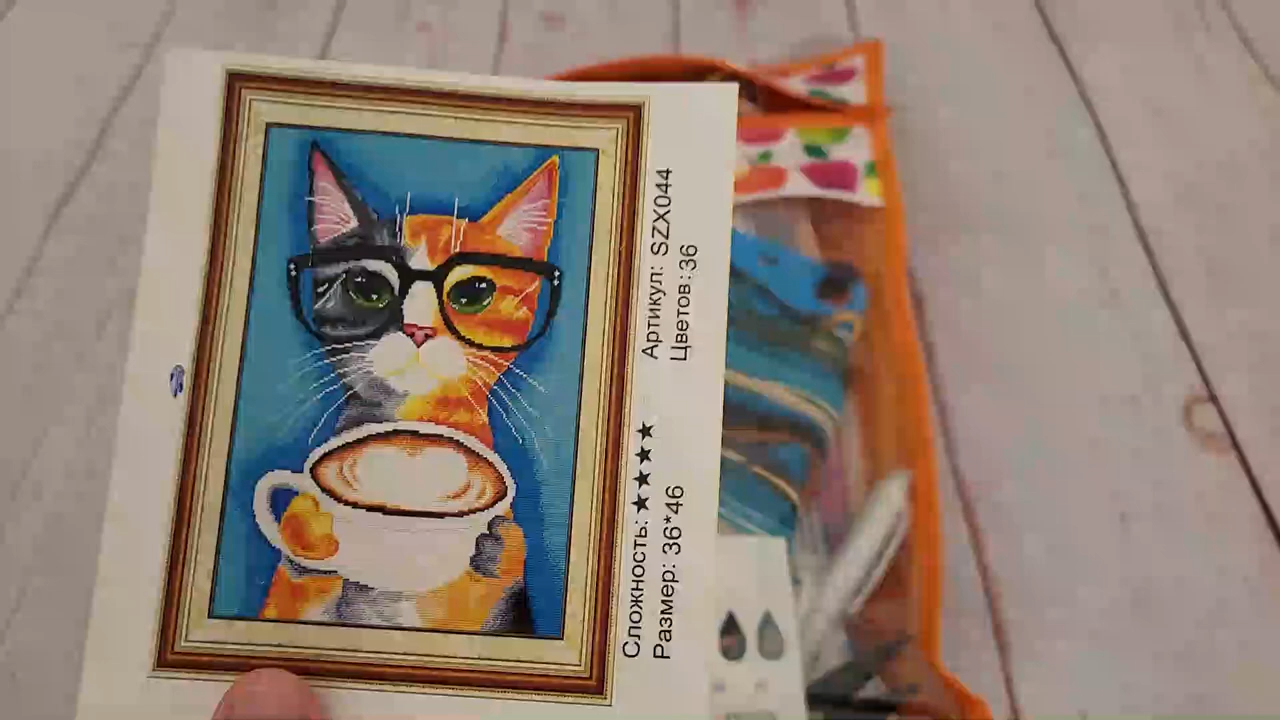 Сложность: ★★★★ Артикул: SZX044
Размер: 36*46 Цветов:36